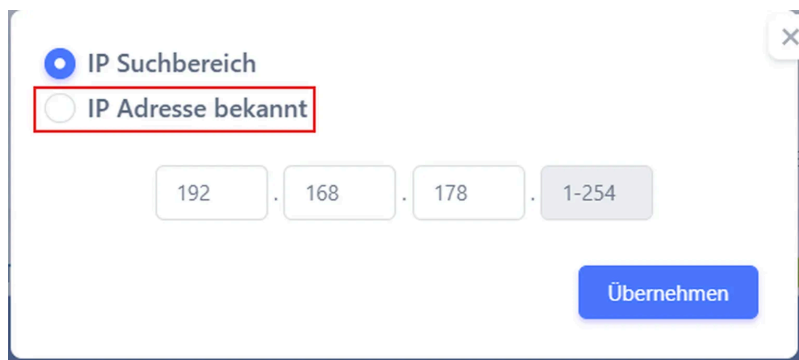 IP Suchbereich
IP Adresse bekannt
192 . 168 . 178 . 1-254
Übernehmen